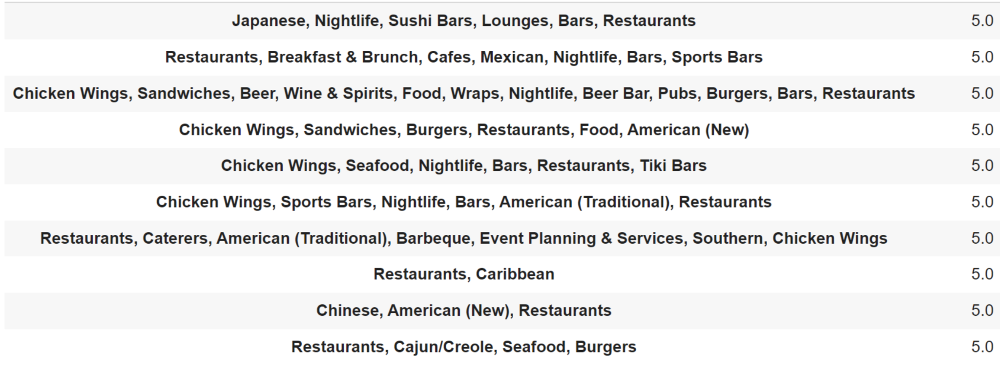 Japanese, Nightlife, Sushi Bars, Lounges, Bars, Restaurants 5.0
Restaurants, Breakfast & Brunch, Cafes, Mexican, Nightlife, Bars, Sports Bars 5.0
Chicken Wings, Sandwiches, Beer, Wine & Spirits, Food, Wraps, Nightlife, Beer Bar, Pubs, Burgers, Bars, Restaurants 5.0
Chicken Wings, Sandwiches, Burgers, Restaurants, Food, American (New) 5.0
Chicken Wings, Seafood, Nightlife, Bars, Restaurants, Tiki Bars 5.0
Chicken Wings, Sports Bars, Nightlife, Bars, American (Traditional), Restaurants 5.0
Restaurants, Caterers, American (Traditional), Barbeque, Event Planning & Services, Southern, Chicken Wings 5.0
Restaurants, Caribbean 5.0
Chinese, American (New), Restaurants 5.0
Restaurants, Cajun/Creole, Seafood, Burgers 5.0